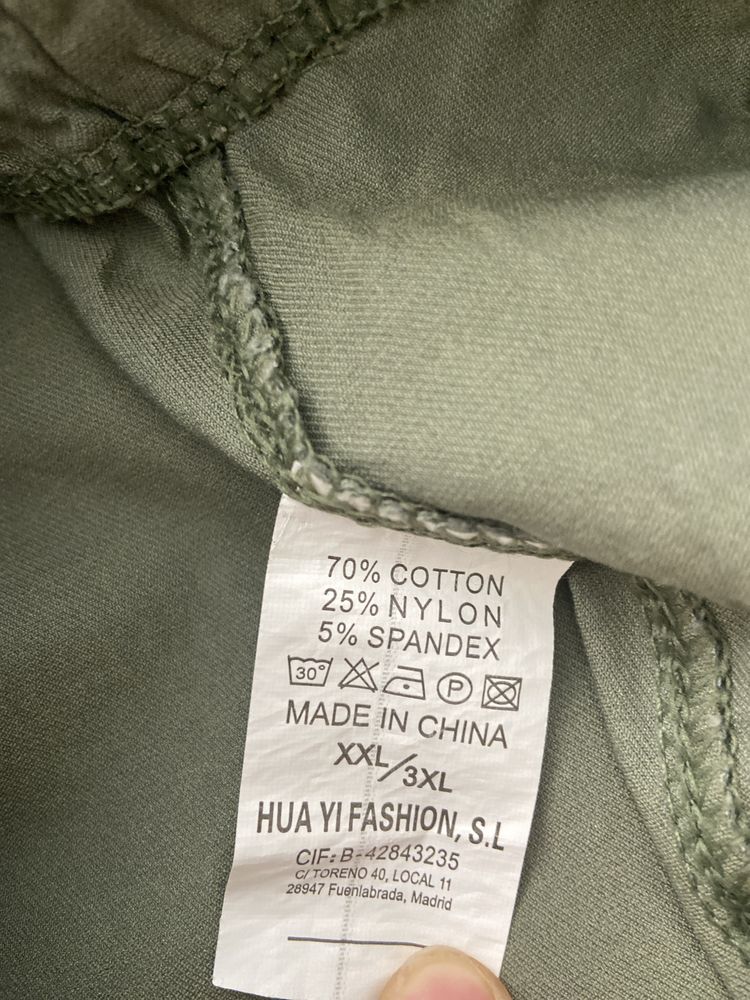 70% COTTON
25% NYLON
5% SPANDEX
30° P
MADE IN CHINA
XXL/3XL
HUA YI FASHION, S.L
CIF: B-42843235
C/ TORENO 40, LOCAL 11
28947 Fuenlabrada, Madrid